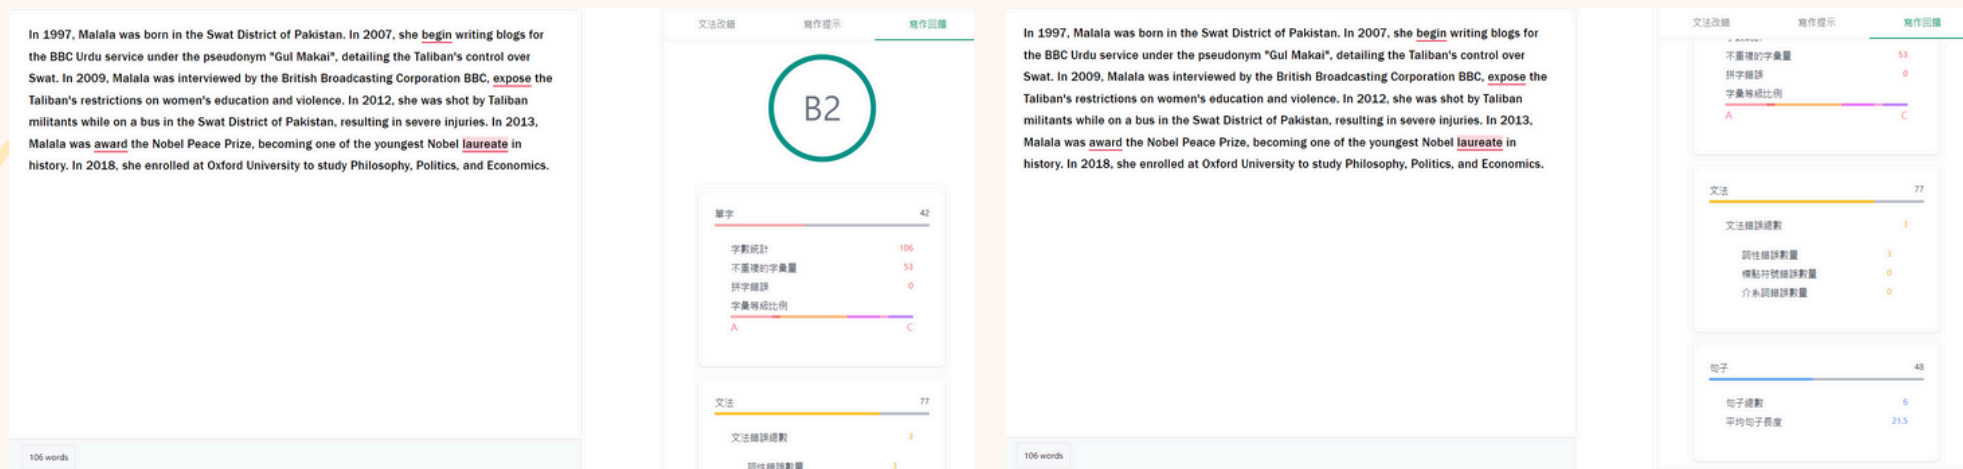 In 1997, Malala was born in the Swat District of Pakistan. In 2007, she begin writing blogs for
the BBC Urdu service under the pseudonym "Gul Makai", detailing the Taliban's control over
Swat. In 2009, Malala was interviewed by the British Broadcasting Corporation BBC, expose the
Taliban's restrictions on women's education and violence. In 2012, she was shot by Taliban
militants while on a bus in the Swat District of Pakistan, resulting in severe injuries. In 2013,
Malala was award the Nobel Peace Prize, becoming one of the youngest Nobel laureate in
history. In 2018, she enrolled at Oxford University to study Philosophy, Politics, and Economics.
106 words
文法改錯 寫作提示 寫作回饋
B2
單字 42
字數統計 106
不重複的字彙量 53
拼字錯誤 0
字彙等級比例
A C
文法 77
文法錯誤總數 3
詞性錯誤數量 3
In 1997, Malala was born in the Swat District of Pakistan. In 2007, she begin writing blogs for
the BBC Urdu service under the pseudonym "Gul Makai", detailing the Taliban's control over
Swat. In 2009, Malala was interviewed by the British Broadcasting Corporation BBC, expose the
Taliban's restrictions on women's education and violence. In 2012, she was shot by Taliban
militants while on a bus in the Swat District of Pakistan, resulting in severe injuries. In 2013,
Malala was award the Nobel Peace Prize, becoming one of the youngest Nobel laureate in
history. In 2018, she enrolled at Oxford University to study Philosophy, Politics, and Economics.
106 words
文法改錯 寫作提示 寫作回饋
不重複的字彙量 53
拼字錯誤 0
字彙等級比例
A C
文法 77
文法錯誤總數 3
詞性錯誤數量 3
標點符號錯誤數量 0
介系詞錯誤數量 0
句子 48
句子總數 6
平均句子長度 21.5